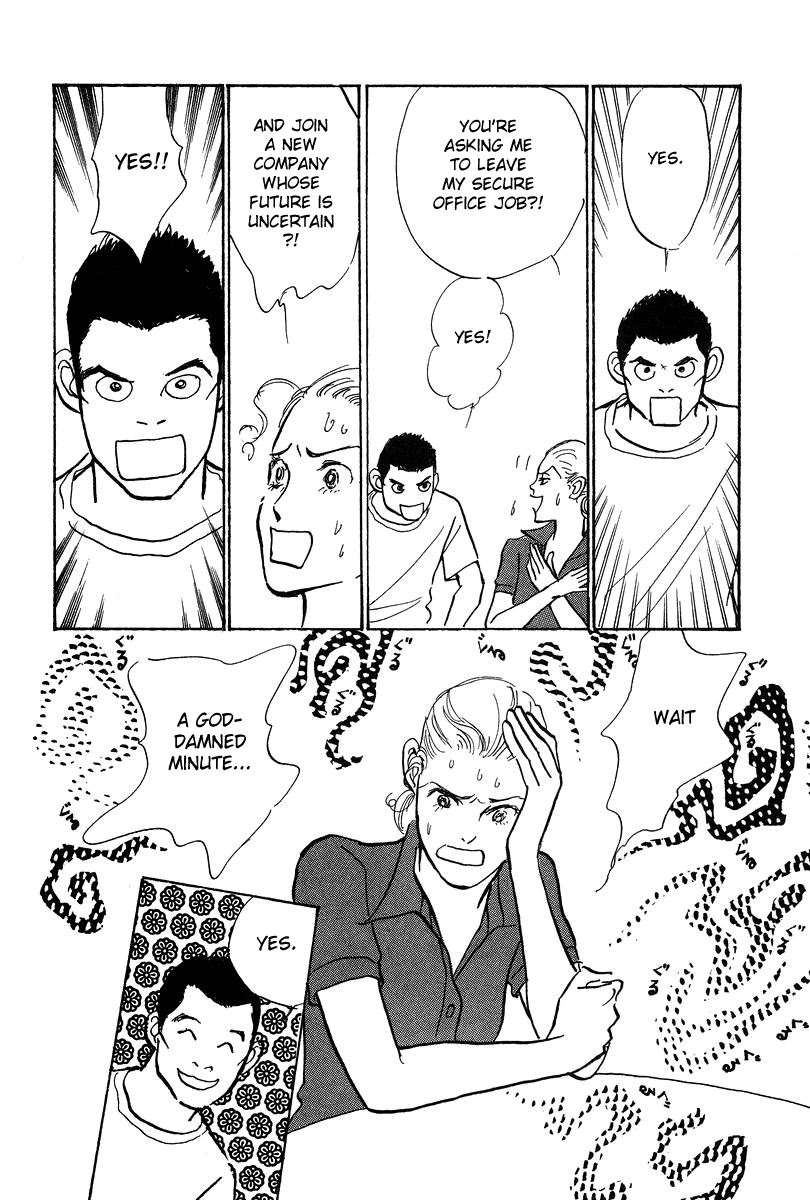 YES.
YOU'RE
ASKING ME
TO LEAVE
MY SECURE
OFFICE JOB?!
YES!
AND JOIN
A NEW
COMPANY
WHOSE
FUTURE IS
UNCERTAIN
?!
YES!!
WAIT
A GOD-
DAMNED
MINUTE...
YES.